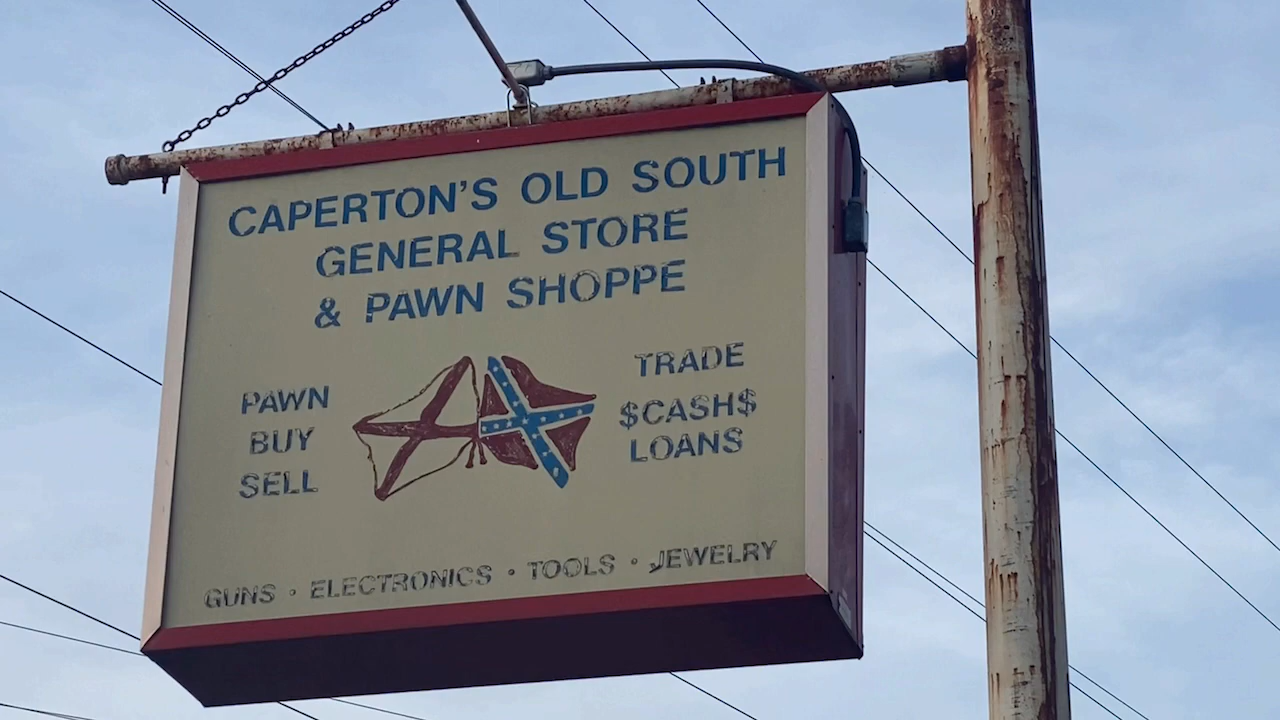 CAPERTON'S OLD SOUTH
GENERAL STORE
& PAWN SHOPPE
PAWN
BUY
SELL
TRADE
$CASH$
LOANS
GUNS · ELECTRONICS · TOOLS · JEWELRY